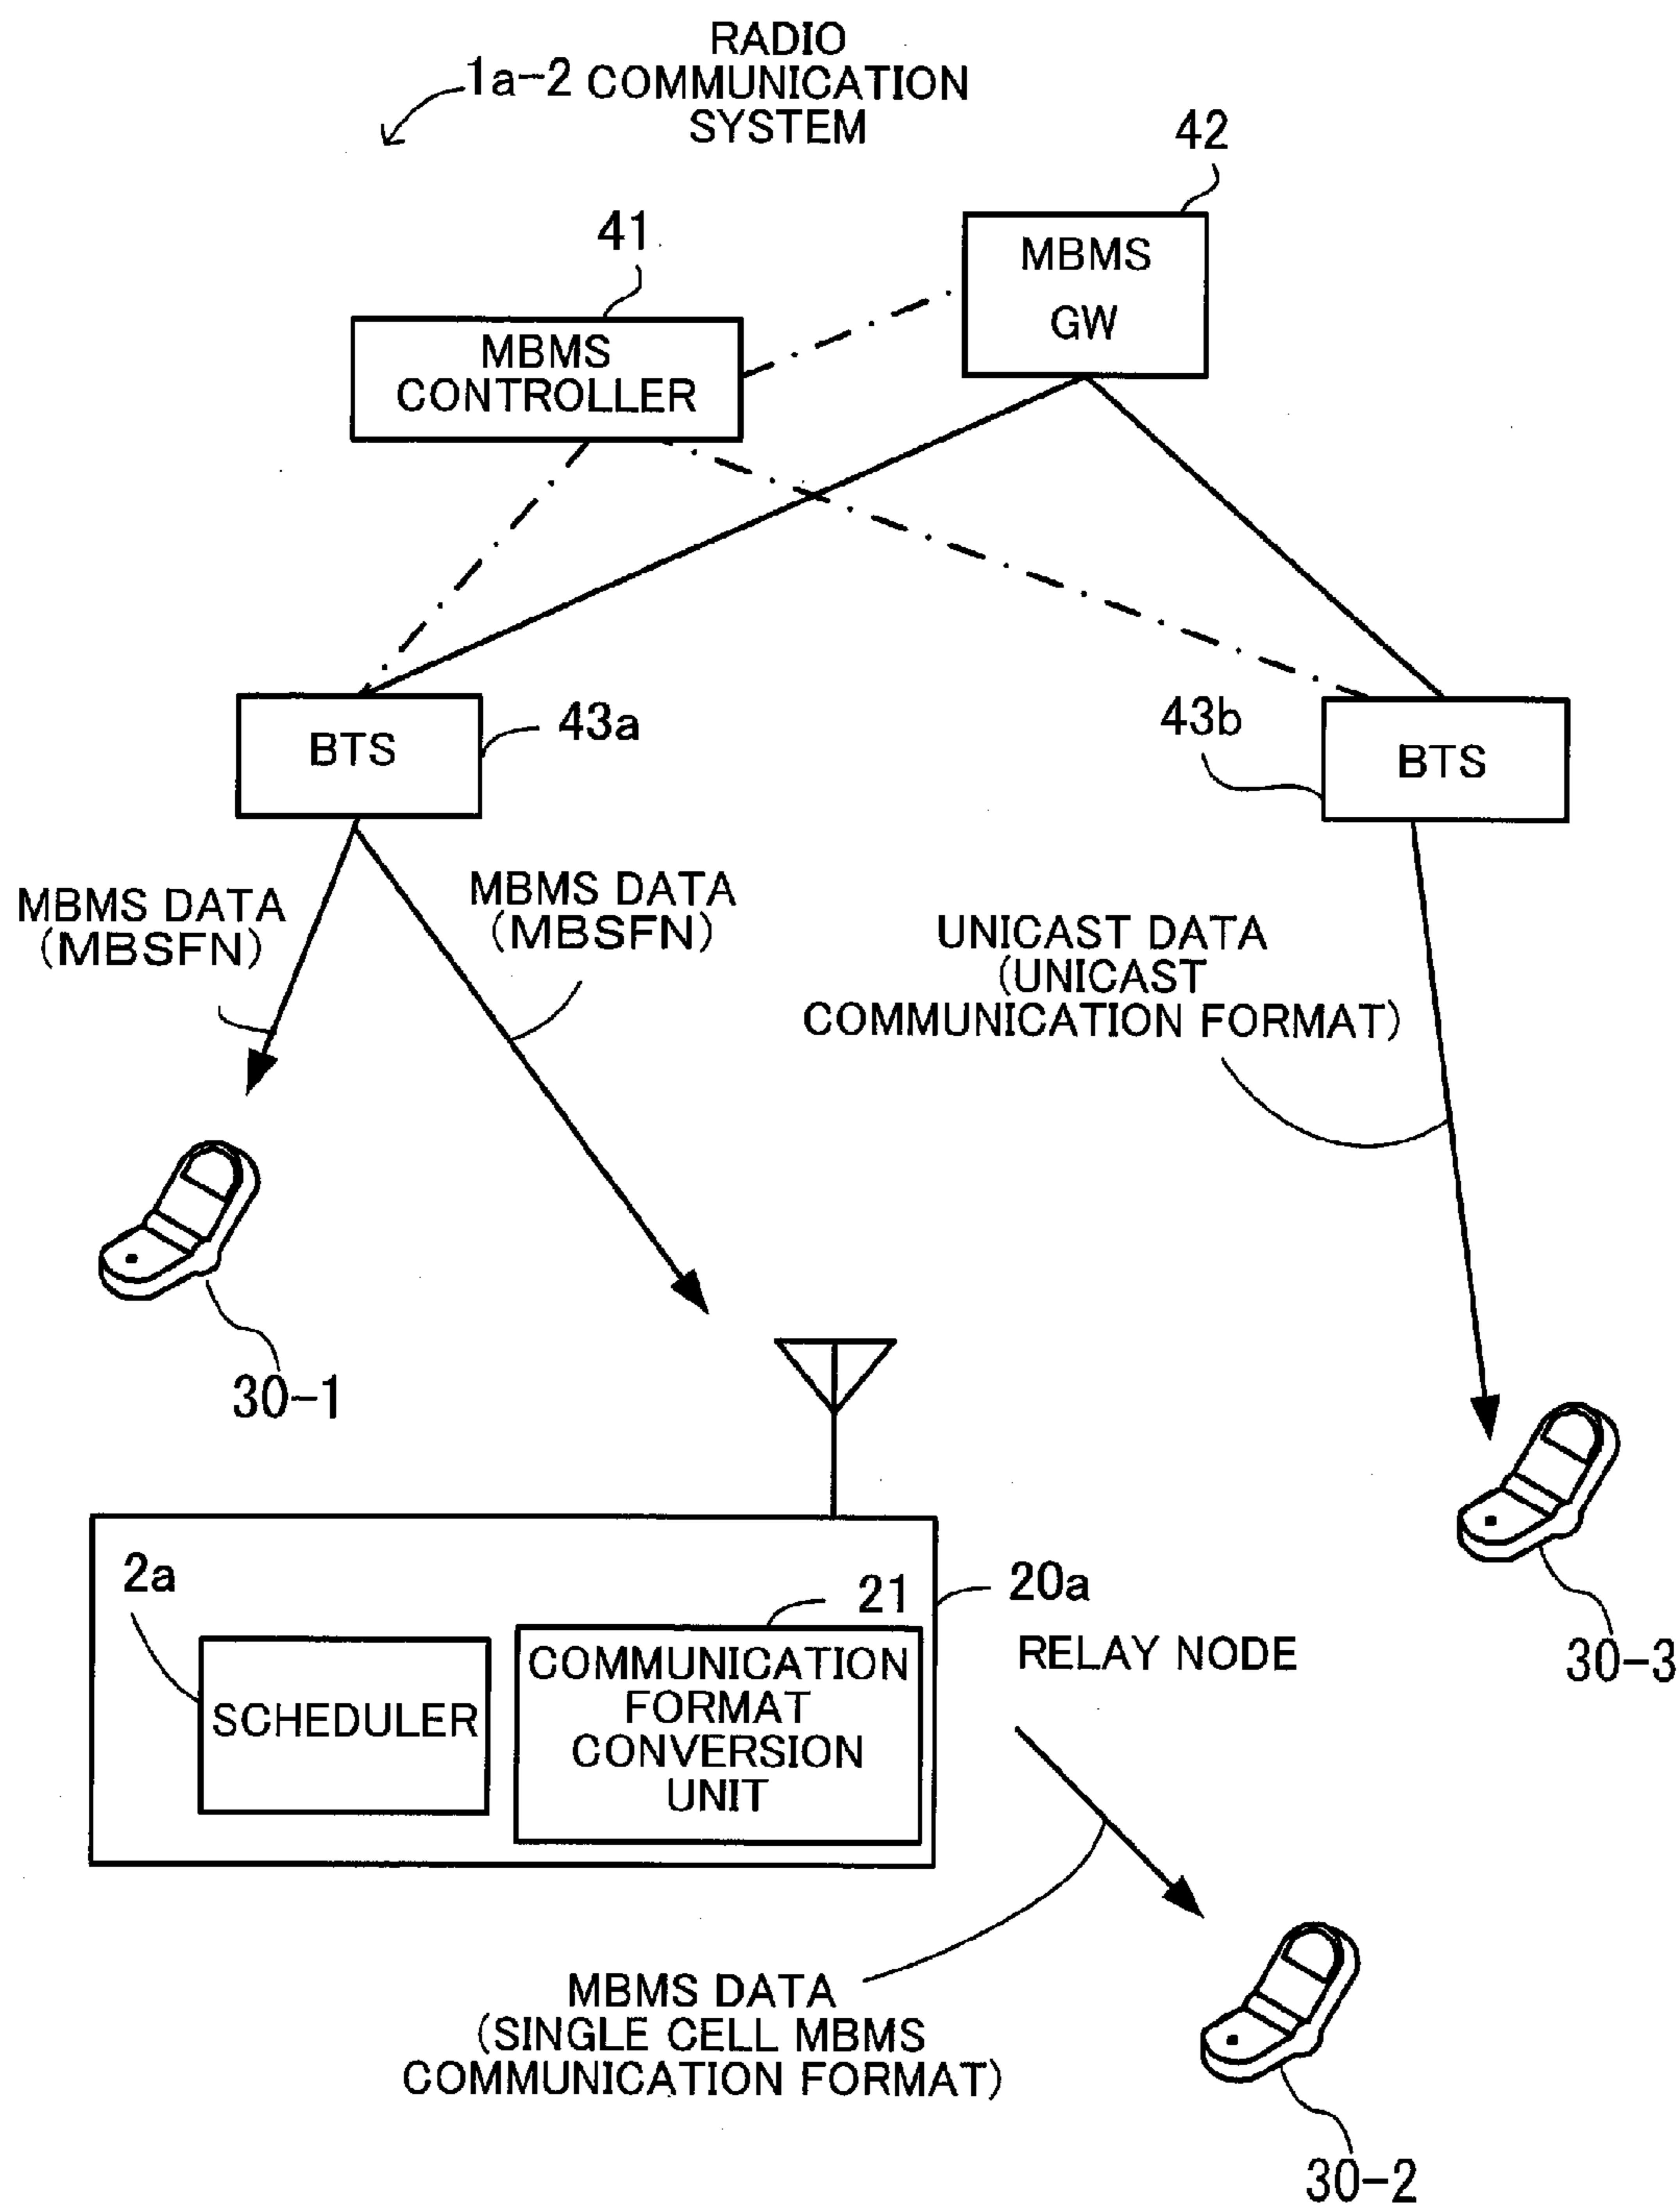 RADIO
1a-2 COMMUNICATION
SYSTEM
42
41
MBMS
GW
MBMS
CONTROLLER
43a
43b
BTS
BTS
MBMS DATA
(MBSFN)
MBMS DATA
(MBSFN)
UNICAST DATA
(UNICAST
COMMUNICATION FORMAT)
30-1
2a
21
20a
RELAY NODE
30-3
SCHEDULER
COMMUNICATION
FORMAT
CONVERSION
UNIT
MBMS DATA
(SINGLE CELL MBMS
COMMUNICATION FORMAT)
30-2